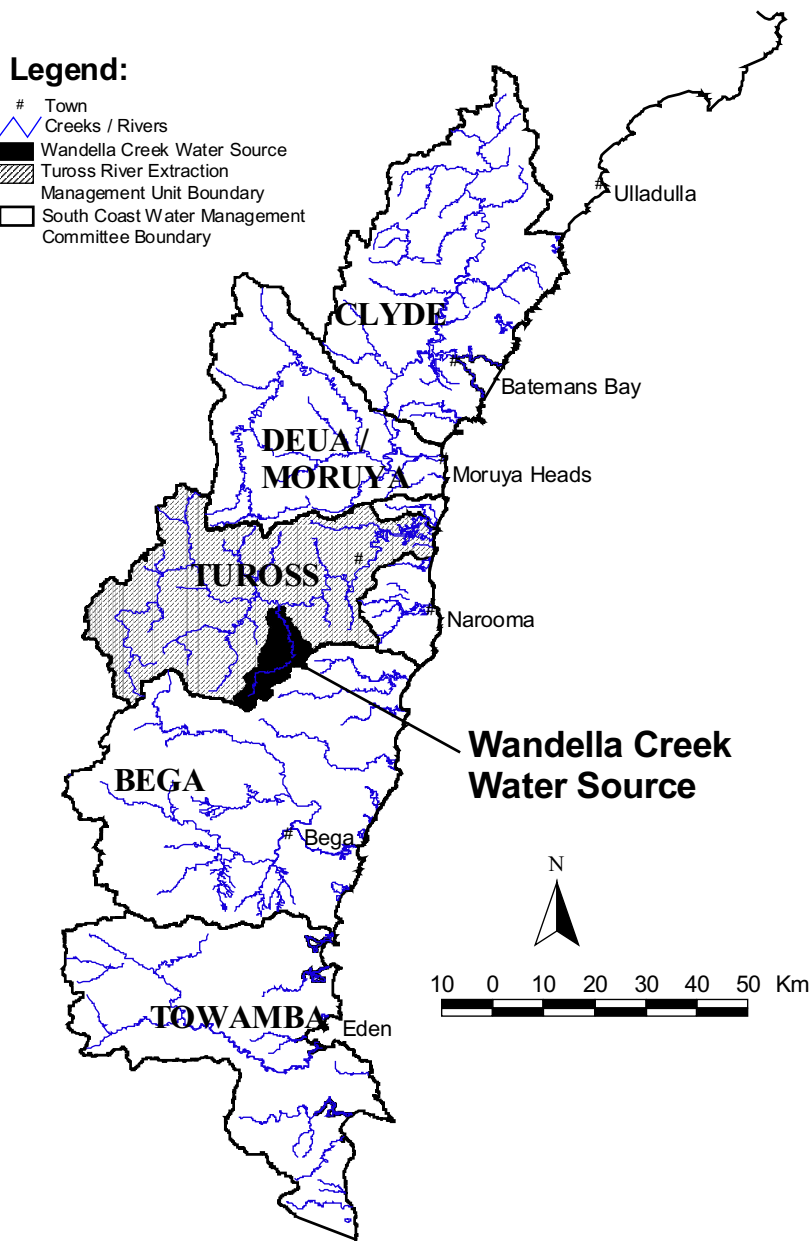 Legend:
# Town
Creeks / Rivers
Wandella Creek Water Source
Tuross River Extraction
Management Unit Boundary
South Coast Water Management
Committee Boundary
# Ulladulla
CLYDE
#
Batemans Bay
DEUA /
MORUYA
# Moruya Heads
TUROSS
#
# Narooma
Wandella Creek
Water Source
BEGA
# Bega
N
10 0 10 20 30 40 50 Km
TOWAMBA
# Eden